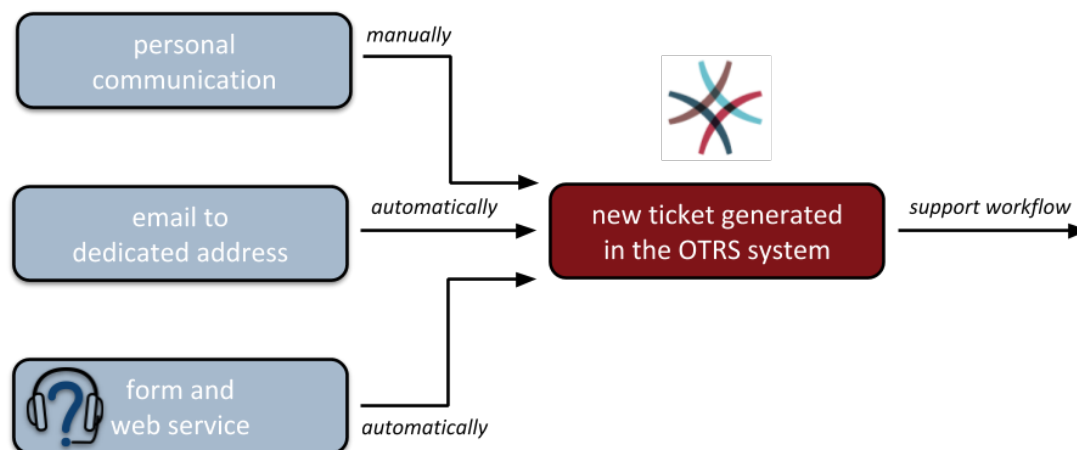 personal
communication
manually
email to
dedicated address
automatically
new ticket generated
in the OTRS system
support workflow
?
form and
web service
automatically